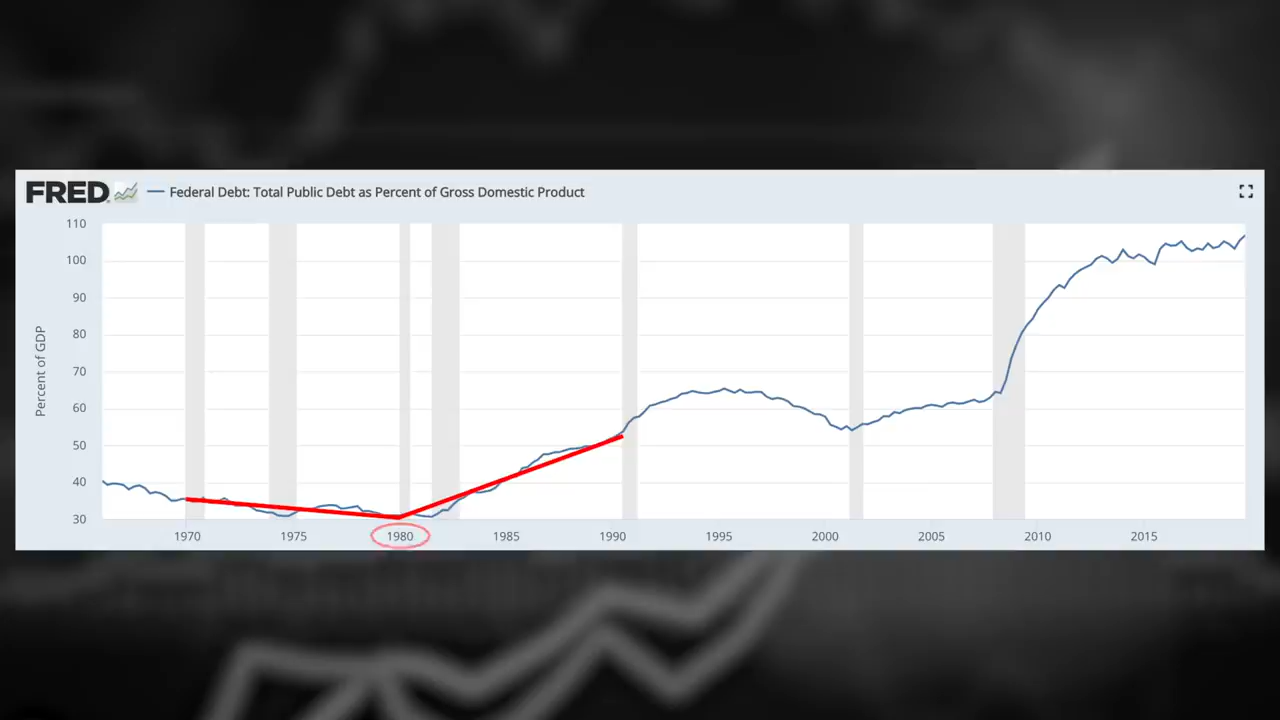 FRED
Federal Debt: Total Public Debt as Percent of Gross Domestic Product
Percent of GDP
110
100
90
80
70
60
50
40
30
1970 1975 1980 1985 1990 1995 2000 2005 2010 2015